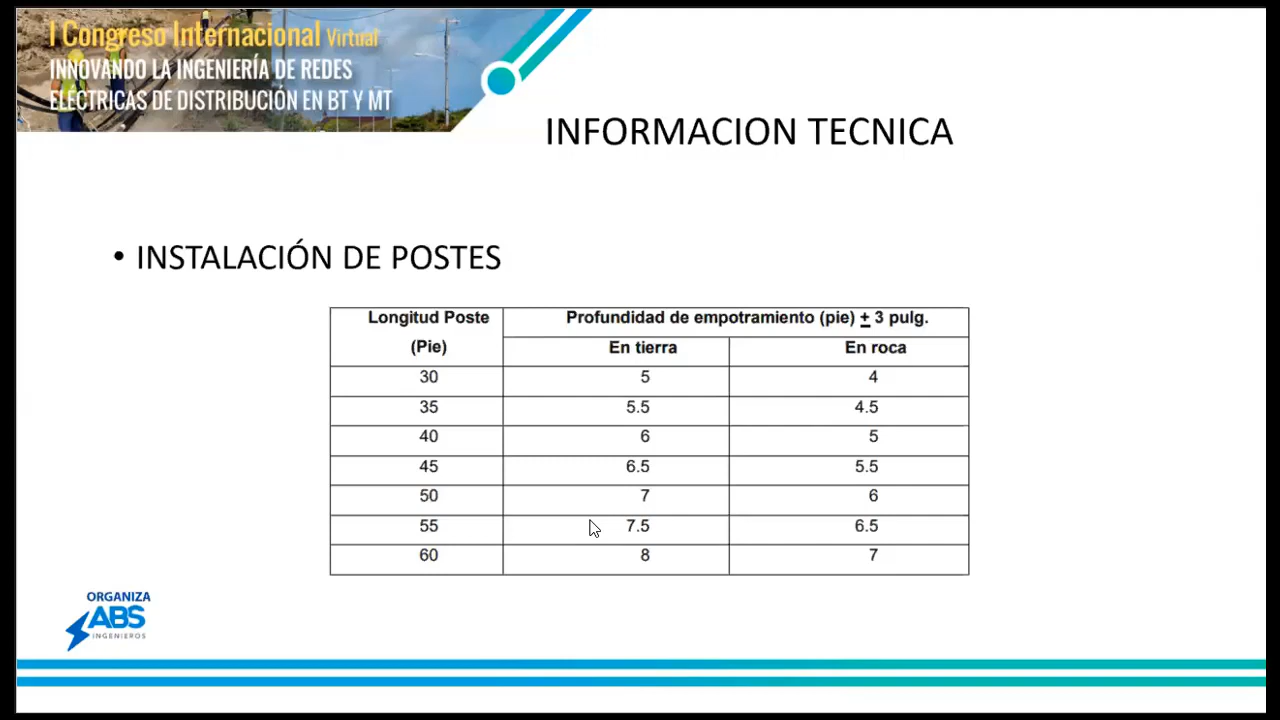 I Congreso Internacional Virtual
INNOVANDO LA INGENIERÍA DE REDES
ELÉCTRICAS DE DISTRIBUCIÓN EN BT Y MT
INFORMACION TECNICA
• INSTALACIÓN DE POSTES
Longitud Poste (Pie) Profundidad de empotramiento (pie) ± 3 pulg.
En tierra En roca
30 5 4
35 5.5 4.5
40 6 5
45 6.5 5.5
50 7 6
55 7.5 6.5
60 8 7
ORGANIZA
ABS
INGENIEROS